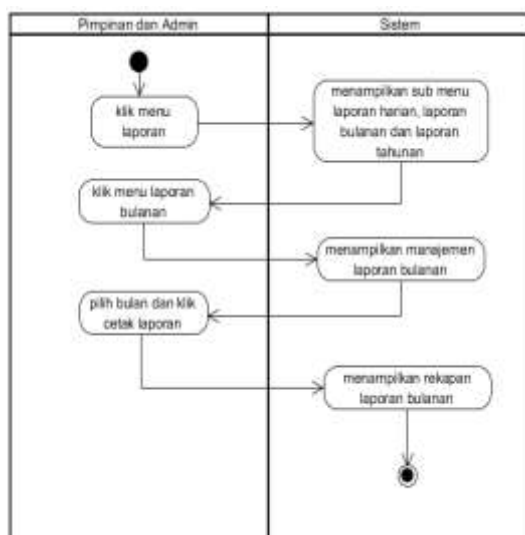 Pimpinan dan Admin
Sistem
klik menu
laporan
menampilkan sub menu
laporan harian, laporan
bulanan dan laporan
tahunan
klik menu laporan
bulanan
menampilkan manajemen
laporan bulanan
pilih bulan dan klik
cetak laporan
menampilkan rekapan
laporan bulanan